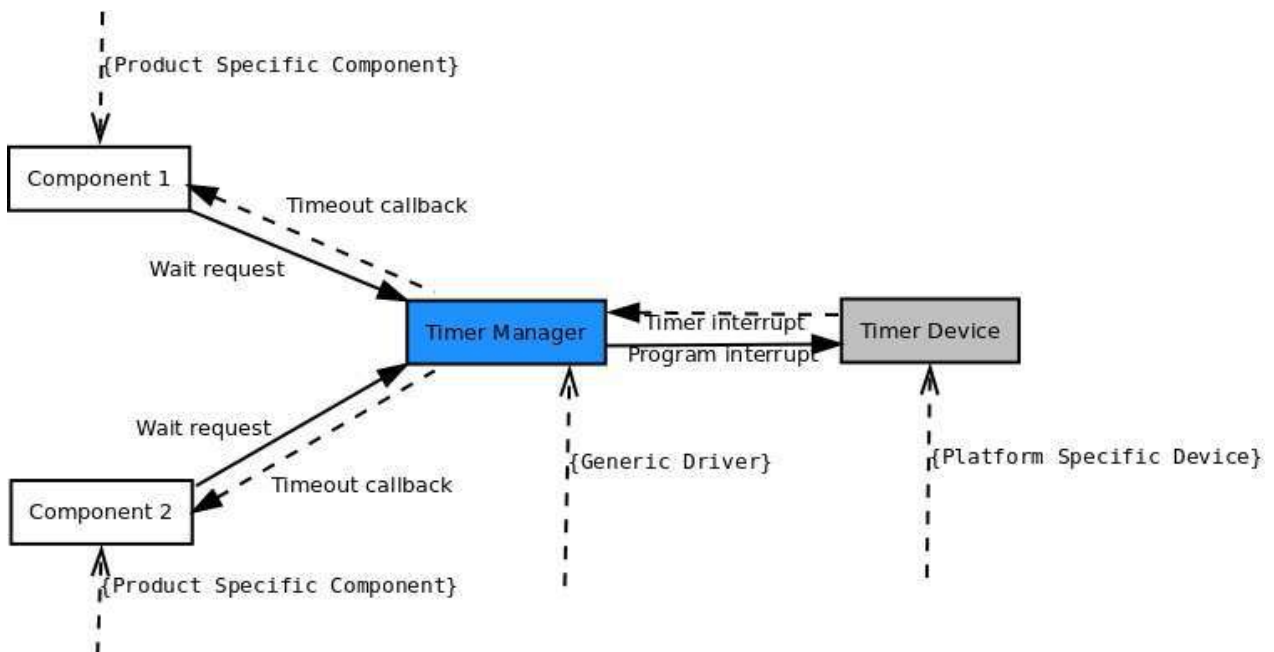 {Product Specific Component}
Component 1
Timeout callback
Wait request
Timer Manager
Timer interrupt
Program interrupt
Timer Device
Wait request
{Generic Driver}
{Platform Specific Device}
Timeout callback
Component 2
{Product Specific Component}